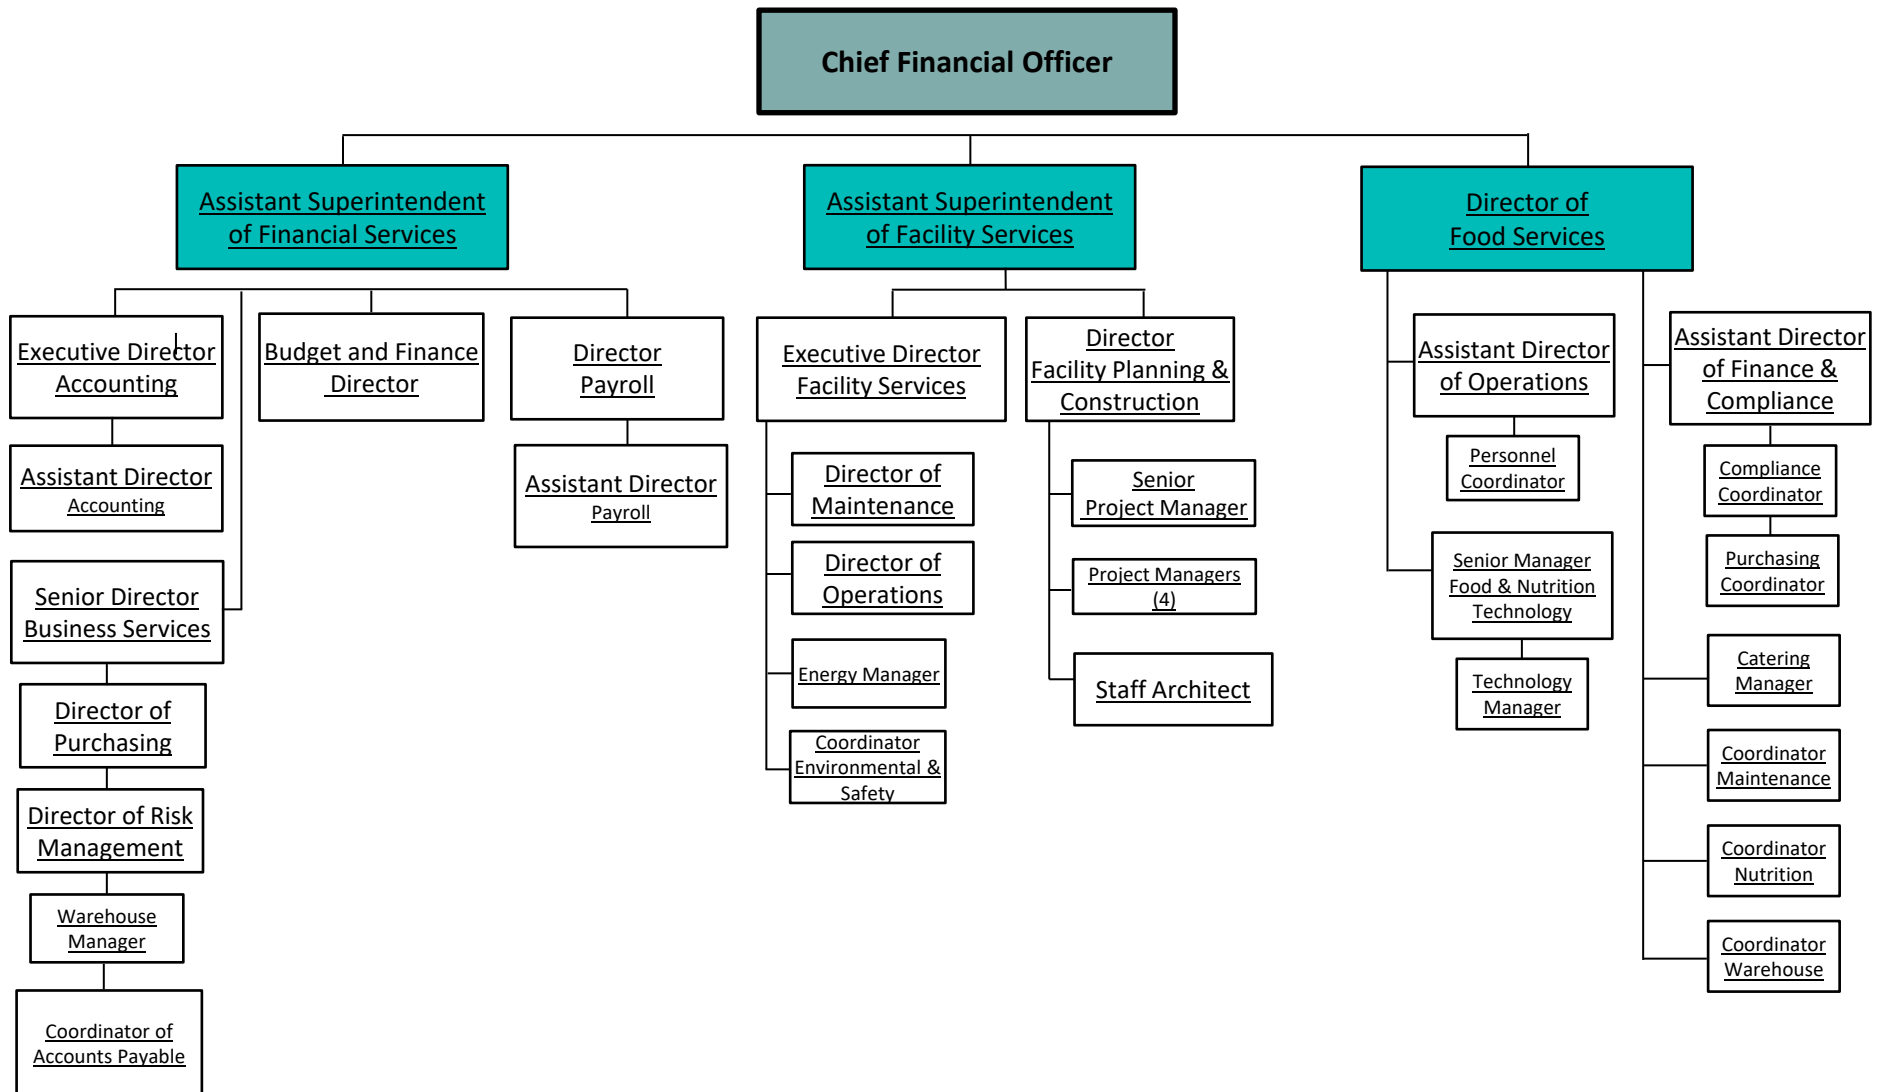 Chief Financial Officer
Assistant Superintendent
of Financial Services
Assistant Superintendent
of Facility Services
Director of
Food Services
Executive Director
Accounting
Budget and Finance
Director
Director
Payroll
Executive Director
Facility Services
Director
Facility Planning &
Construction
Assistant Director
of Operations
Assistant Director
of Finance &
Compliance
Assistant Director
Accounting
Assistant Director
Payroll
Director of
Maintenance
Senior
Project Manager
Personnel
Coordinator
Compliance
Coordinator
Senior Director
Business Services
Director of
Operations
Project Managers
(4)
Senior Manager
Food & Nutrition
Technology
Purchasing
Coordinator
Director of
Purchasing
Energy Manager
Staff Architect
Technology
Manager
Catering
Manager
Director of Risk
Management
Coordinator
Environmental &
Safety
Coordinator
Maintenance
Warehouse
Manager
Coordinator
Nutrition
Coordinator of
Accounts Payable
Coordinator
Warehouse